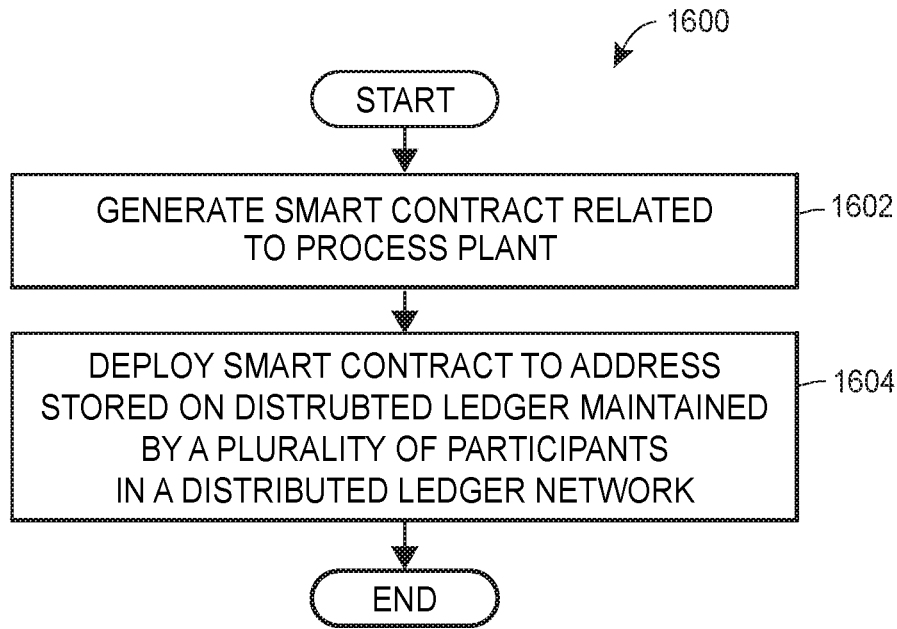 1600
START
GENERATE SMART CONTRACT RELATED
TO PROCESS PLANT
1602
DEPLOY SMART CONTRACT TO ADDRESS
STORED ON DISTRUBTED LEDGER MAINTAINED
BY A PLURALITY OF PARTICIPANTS
IN A DISTRIBUTED LEDGER NETWORK
1604
END